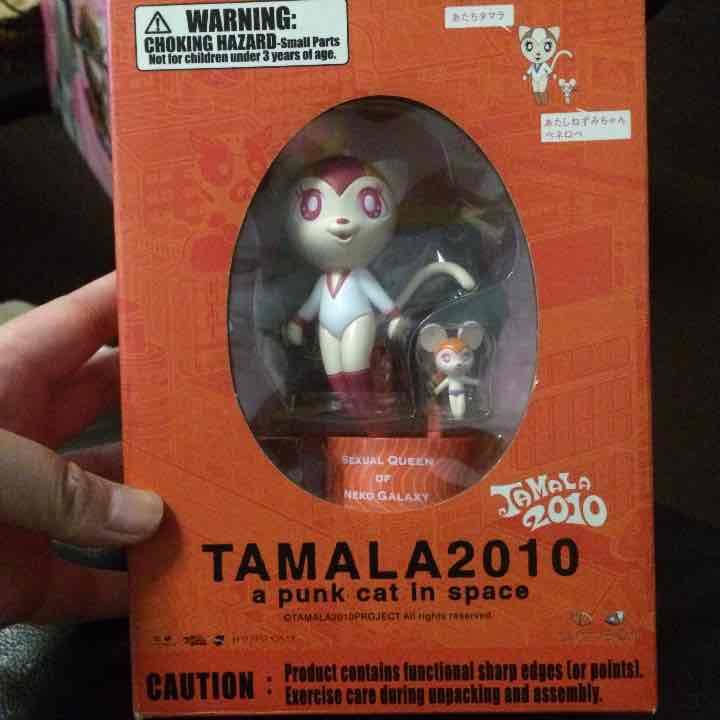 WARNING:
CHOKING HAZARD-Small Parts
Not for children under 3 years of age.
あたちタマラ
あたしねずみちゃん
ペネロペ
SEXUAL QUEEN
OF
NEKO GALAXY
TAMALA
2010
TAMALA2010
a punk cat in space
©TAMALA2010PROJECT All rights reserved.
CAUTION : Product contains functional sharp edges (or points).
Exercise care during unpacking and assembly.